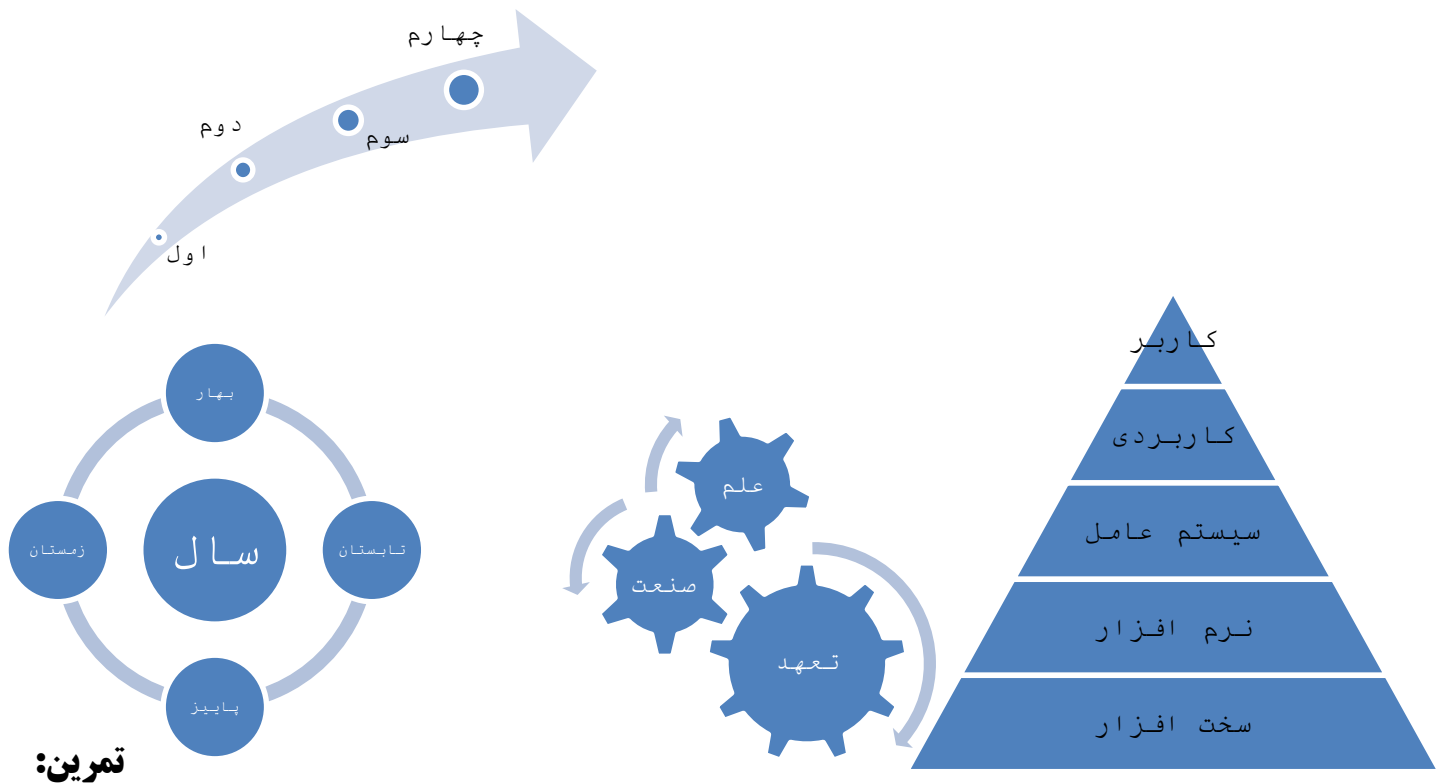 چهارم
سوم
دوم
اول
کاربر
کاربردی
سیستم عامل
نرم افزار
سخت افزار
علم
صنعت
تعهد
سال
بهار
تابستان
پاییز
زمستان
تمرین: